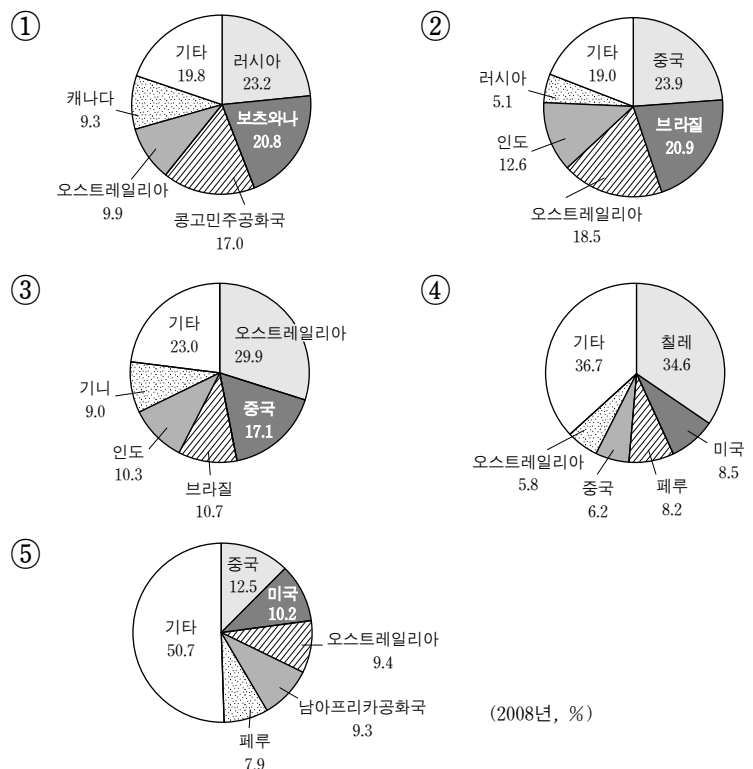 ①
기타
19.8
러시아
23.2
캐나다
9.3
보츠와나
20.8
오스트레일리아
9.9
콩고민주공화국
17.0
②
기타
19.0
중국
23.9
러시아
5.1
브라질
20.9
인도
12.6
오스트레일리아
18.5
③
기타
23.0
오스트레일리아
29.9
기니
9.0
중국
17.1
인도
10.3
브라질
10.7
④
기타
36.7
칠레
34.6
오스트레일리아
5.8
미국
8.5
중국
6.2
페루
8.2
⑤
중국
12.5
미국
10.2
기타
50.7
오스트레일리아
9.4
남아프리카공화국
9.3
페루
7.9
(2008년, %)